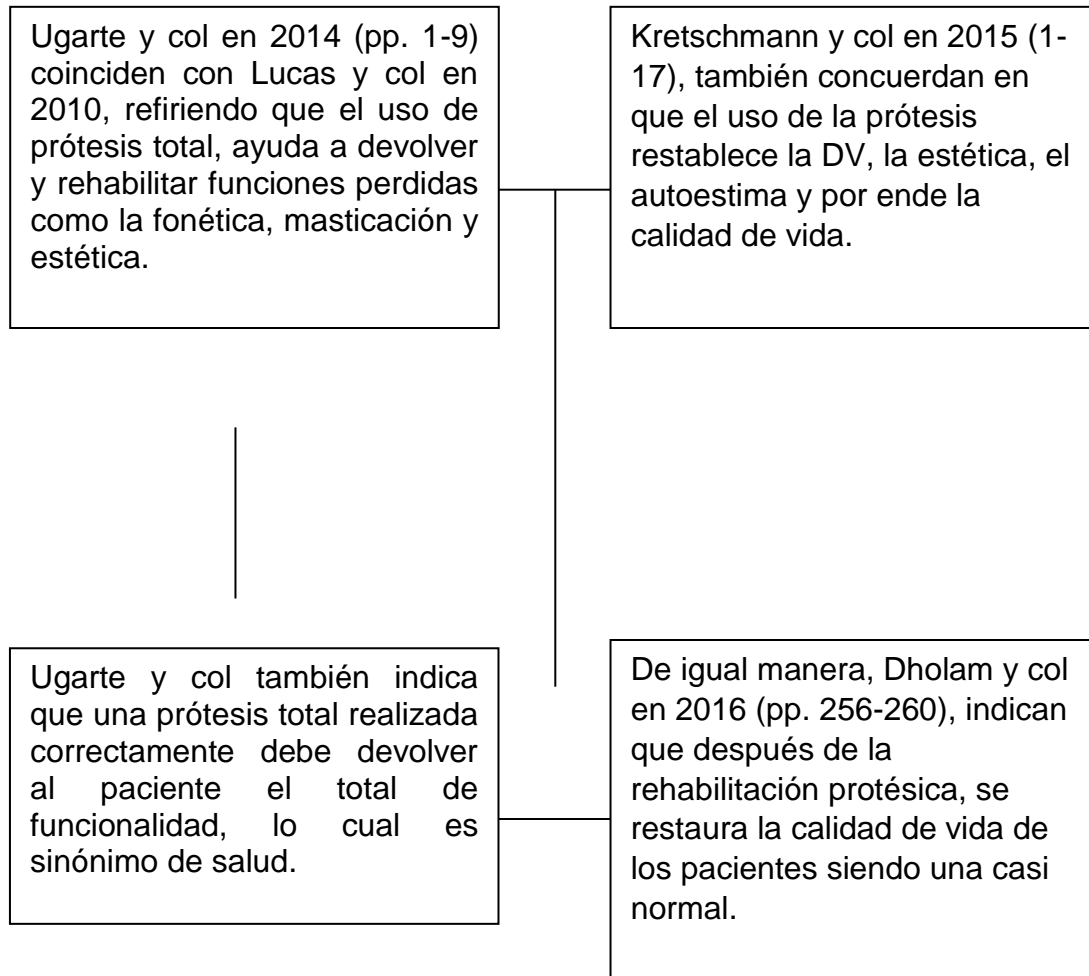 Ugarte y col en 2014 (pp. 1-9)
coinciden con Lucas y col en
2010, refiriendo que el uso de
prótesis total, ayuda a devolver
y rehabilitar funciones perdidas
como la fonética, masticación y
estética.
Kretschmann y col en 2015 (1-
17), también concuerdan en
que el uso de la prótesis
restablece la DV, la estética, el
autoestima y por ende la
calidad de vida.
Ugarte y col también indica
que una prótesis total realizada
correctamente debe devolver
al paciente el total de
funcionalidad, lo cual es
sinónimo de salud.
De igual manera, Dholam y col
en 2016 (pp. 256-260), indican
que después de la
rehabilitación protésica, se
restaura la calidad de vida de
los pacientes siendo una casi
normal.